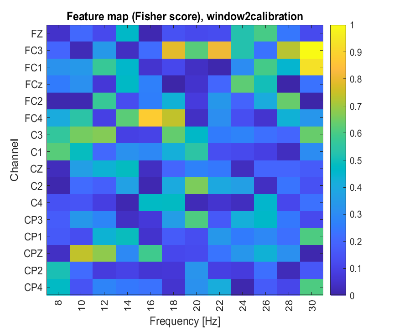 Feature map (Fisher score), window2calibration
Channel
FZ
FC3
FC1
FCz
FC2
FC4
C3
C1
CZ
C2
C4
CP3
CP1
CPZ
CP2
CP4
8 10 12 14 16 18 20 22 24 26 28 30
Frequency [Hz]
1
0.9
0.8
0.7
0.6
0.5
0.4
0.3
0.2
0.1
0